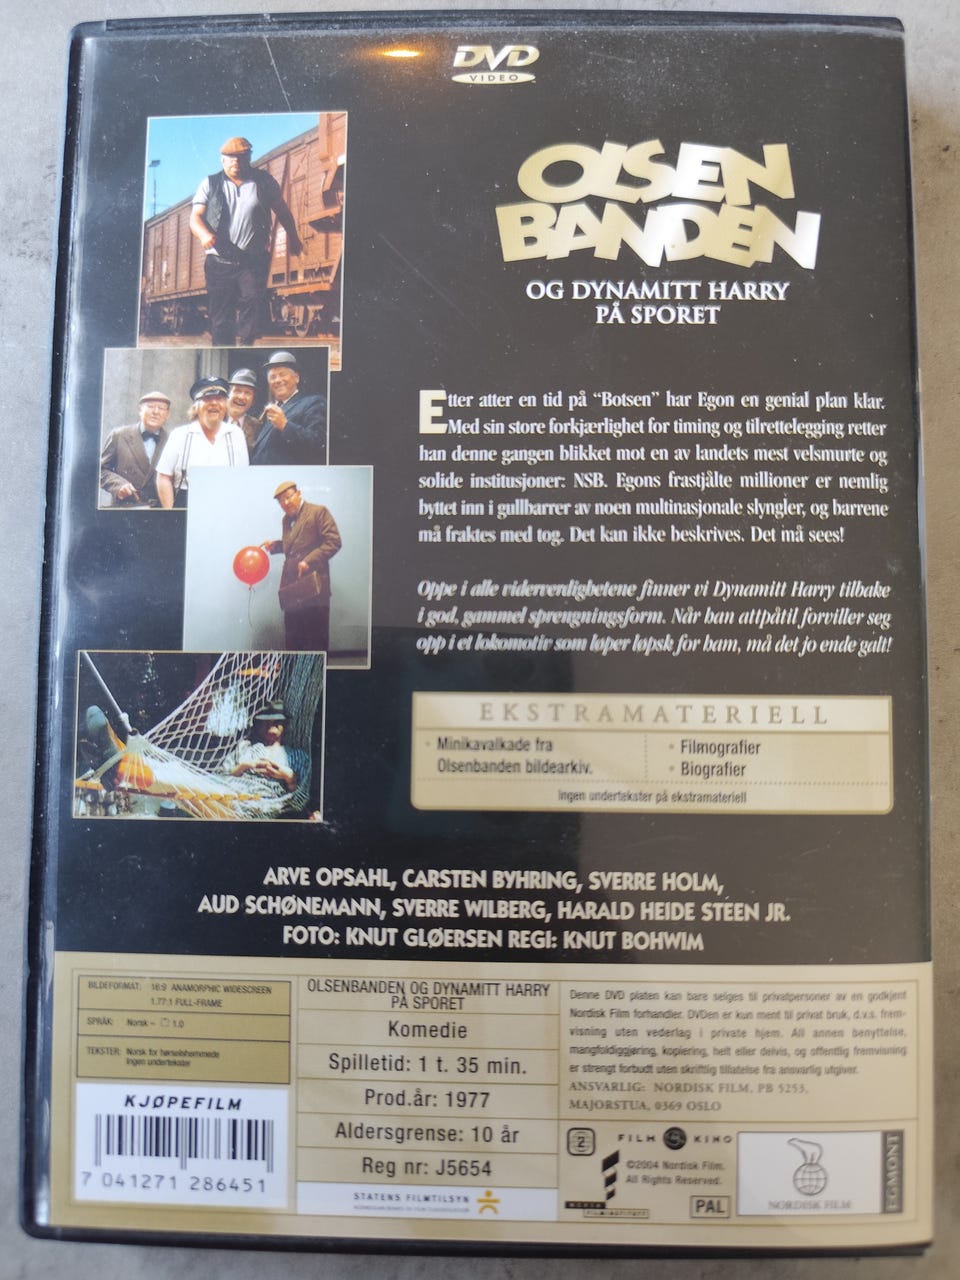 DVD
VIDEO
OLSEN
BANDEN
OG DYNAMITT HARRY
PÅ SPORET
Etter atter en tid på “Botsen” har Egon en genial plan klar.
Med sin store forkjærlighet for timing og tilrettelegging retter
han denne gangen blikket mot en av landets mest velsmurte og
solide institusjoner: NSB. Egons frastjålte millioner er nemlig
byttet inn i gullbarrer av noen multinasjonale slyngler, og barrene
må fraktes med tog. Det kan ikke beskrives. Det må sees!
Oppe i alle viderverdighetene finner vi Dynamitt Harry tilbake
i god, gammel sprengningsform. Når han attpåtil forviller seg
opp i et lokomotiv som løper løpsk for ham, må det jo ende galt!
EKSTRAMATERIELL
• Minikavalkade fra
Olsenbanden bildearkiv.
• Filmografier
• Biografier
Ingen undertekster på ekstramateriell
ARVE OPSAHL, CARSTEN BYHRING, SVERRE HOLM,
AUD SCHØNEMANN, SVERRE WILBERG, HARALD HEIDE STEEN JR.
FOTO: KNUT GLØERSEN REGI: KNUT BOHWIM
BILDEFORMAT: 16:9 ANAMORPHIC WIDESCREEN
1.77:1 FULL-FRAME
SPRÅK: Norsk – 1.0
TEKSTER: Norsk for hørselshemmede
Ingen undertekster
KJØPEFILM
7 041271 286451
OLSENBANDEN OG DYNAMITT HARRY
PÅ SPORET
Komedie
Spilletid: 1 t. 35 min.
Prod.år: 1977
Aldersgrense: 10 år
Reg nr: J5654
STATENS FILMTILSYN
NORWEGIAN BOARD OF FILM CLASSIFICATION
Denne DVD platen kan bare selges til privatpersoner av en godkjent
Nordisk Film forhandler. DVDen er kun ment til privat bruk, d.v.s. frem-
visning uten vederlag i private hjem. All annen benyttelse,
mangfoldiggjøring, kopiering, helt eller delvis, og offentlig fremvisning
er strengt forbudt uten skriftlig tillatelse fra ansvarlig utgiver.
ANSVARLIG: NORDISK FILM, PB 5253,
MAJORSTUA, 0369 OSLO
2
FILM KINO
©2004 Nordisk Film.
All Rights Reserved.
NORSK
FILMINSTITUTT
PAL
NORDISK FILM
EGMONT